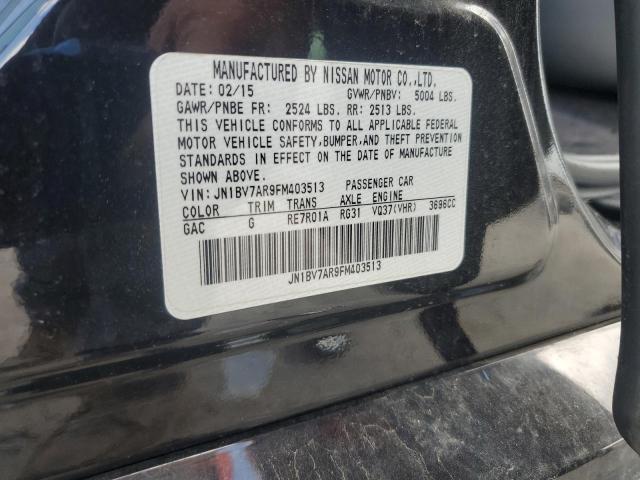 MANUFACTURED BY NISSAN MOTOR CO.,LTD.
DATE: 02/15 GVWR/PNBV: 5004 LBS.
GAWR/PNBE FR: 2524 LBS. RR: 2513 LBS.
THIS VEHICLE CONFORMS TO ALL APPLICABLE FEDERAL
MOTOR VEHICLE SAFETY,BUMPER,AND THEFT PREVENTION
STANDARDS IN EFFECT ON THE DATE OF MANUFACTURE
SHOWN ABOVE.
VIN: JN1BV7AR9FM403513 PASSENGER CAR
COLOR TRIM TRANS AXLE ENGINE
GAC G RE7R01A RG31 VQ37(VHR) 3696CC
JN1BV7AR9FM403513